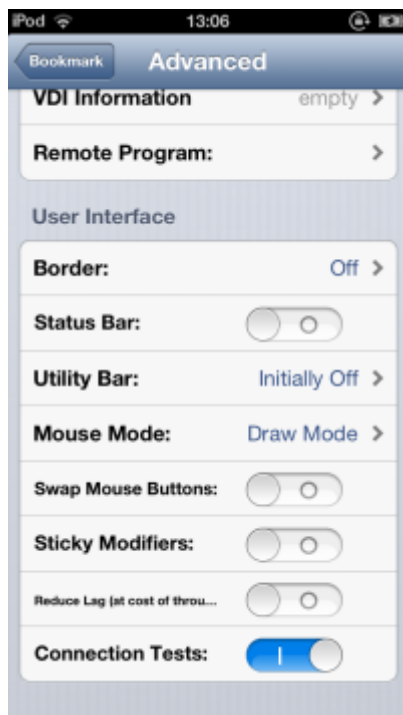 iPod 13:06
Bookmark Advanced
VDI Information empty
Remote Program:
User Interface
Border: Off
Status Bar:
Utility Bar: Initially Off
Mouse Mode: Draw Mode
Swap Mouse Buttons:
Sticky Modifiers:
Reduce Lag (at cost of throu...
Connection Tests: